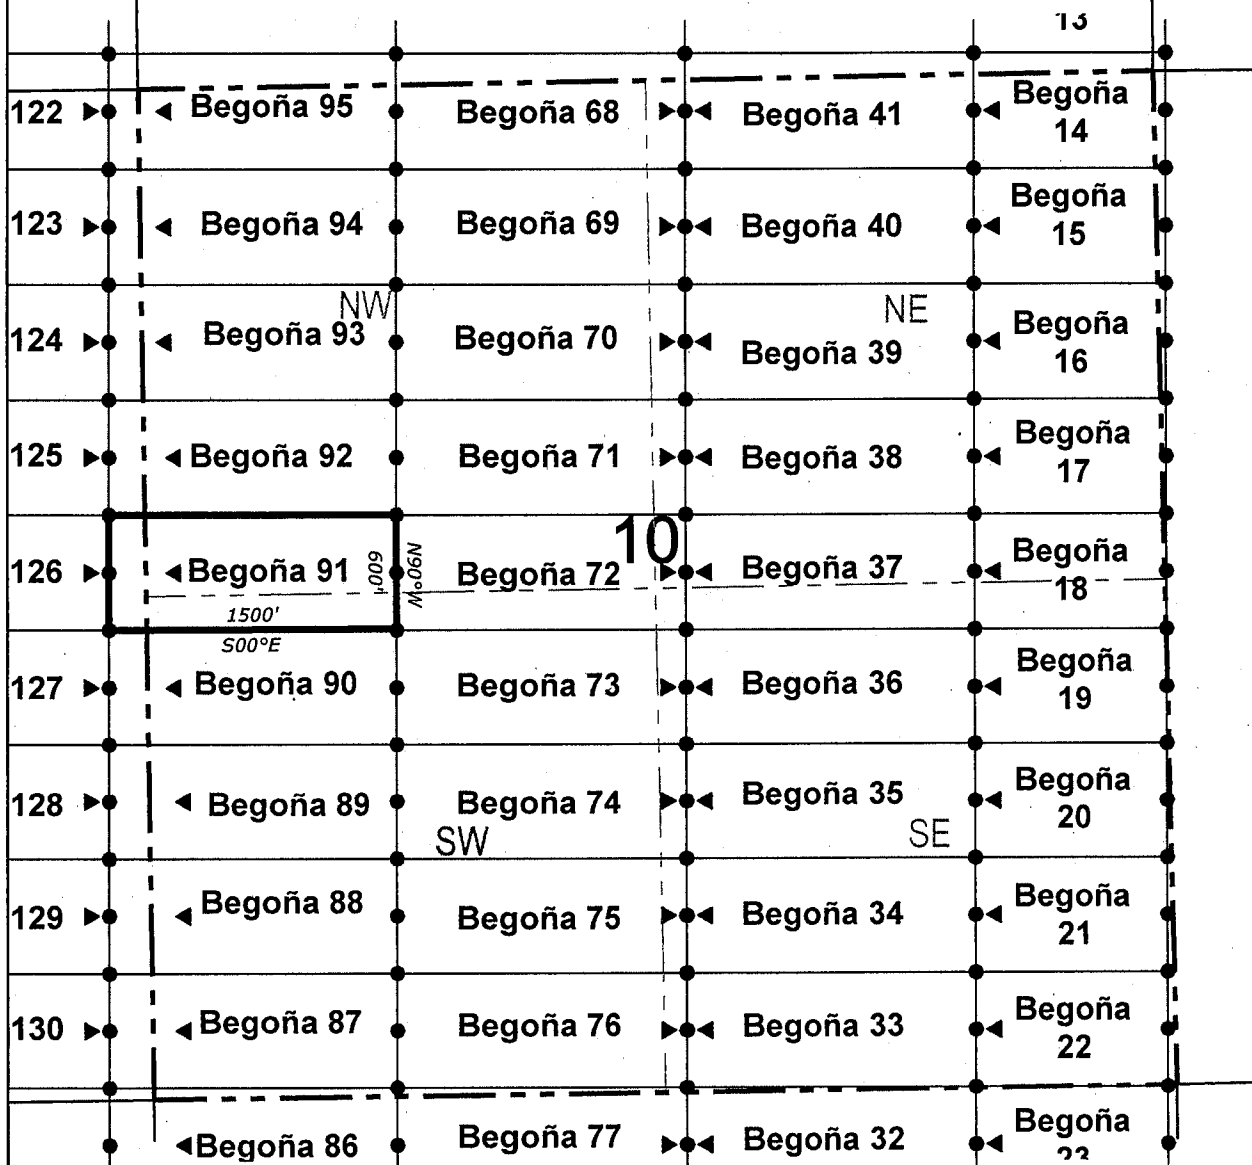 13
122 Begoña 95 Begoña 68 Begoña 41 Begoña
14
123 Begoña 94 Begoña 69 Begoña 40 Begoña
15
NW NE
124 Begoña 93 Begoña 70 Begoña 39 Begoña
16
125 Begoña 92 Begoña 71 Begoña 38 Begoña
17
10
126 Begoña 91 600' N90°W Begoña 72 Begoña 37 Begoña
18
1500'
S00°E
127 Begoña 90 Begoña 73 Begoña 36 Begoña
19
128 Begoña 89 Begoña 74 Begoña 35 Begoña
20
SW SE
129 Begoña 88 Begoña 75 Begoña 34 Begoña
21
130 Begoña 87 Begoña 76 Begoña 33 Begoña
22
Begoña 86 Begoña 77 Begoña 32 Begoña
23